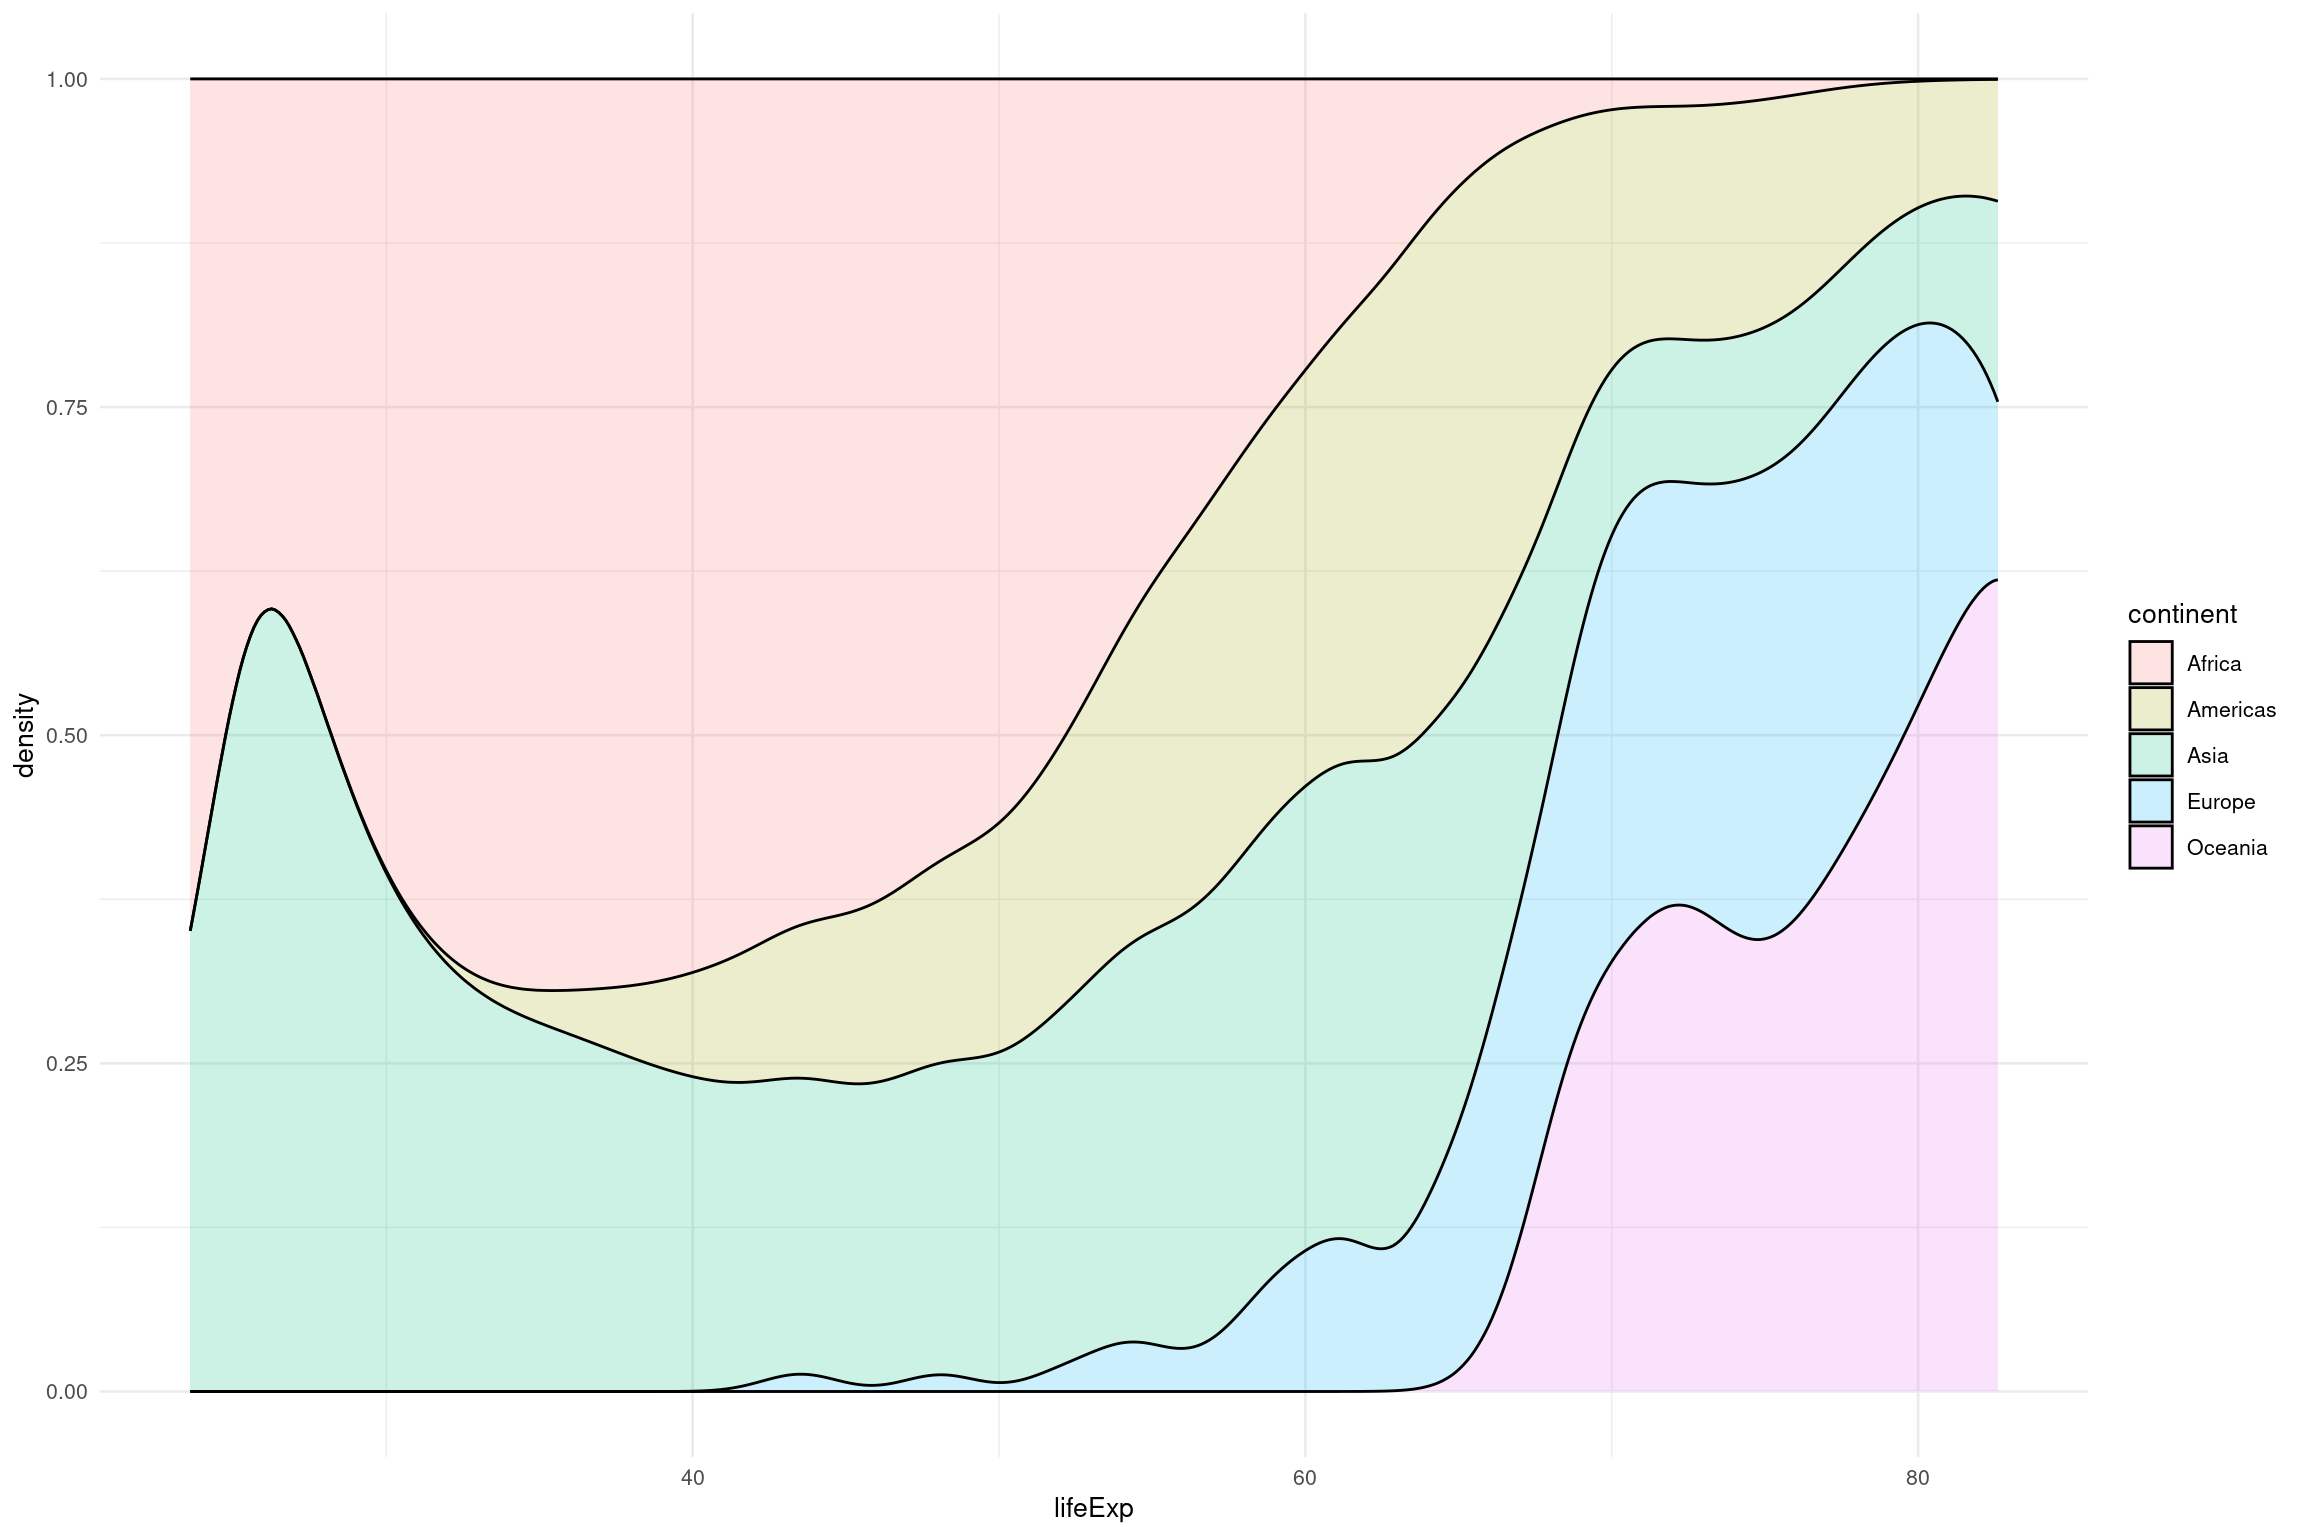 1.00
0.75
0.50
0.25
0.00
density
40
60
80
lifeExp
continent
Africa
Americas
Asia
Europe
Oceania